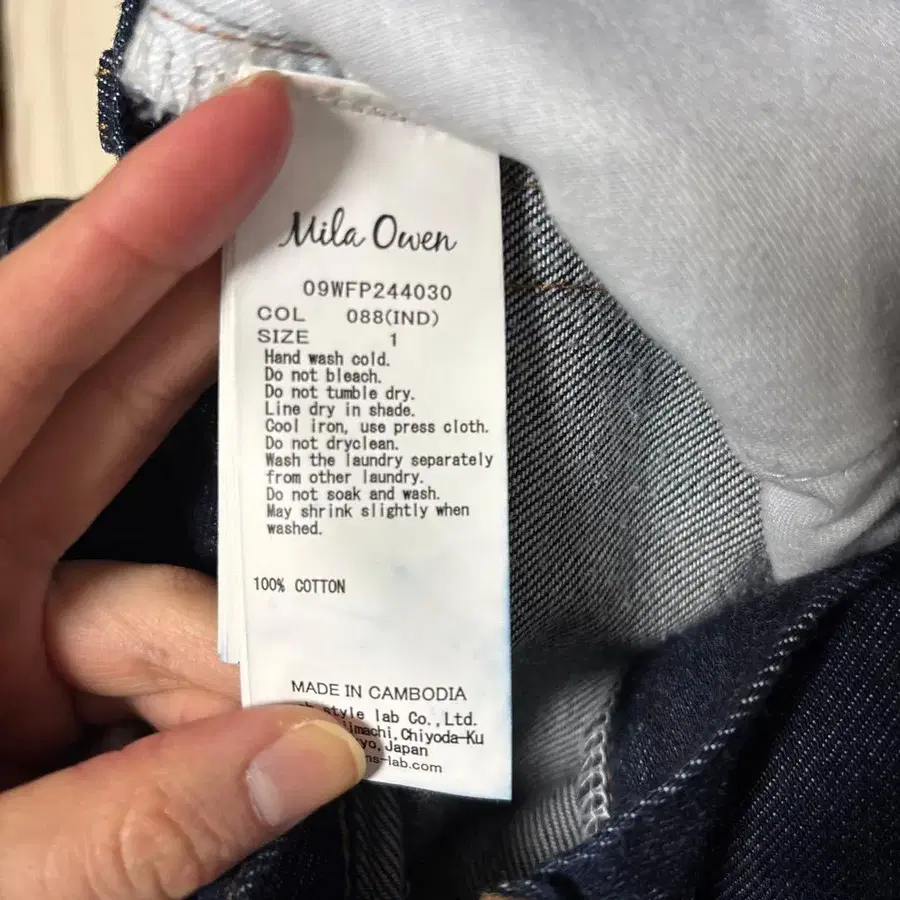 Mila Owen
09WFP244030
COL 088(IND)
SIZE 1
Hand wash cold.
Do not bleach.
Do not tumble dry.
Line dry in shade.
Cool iron, use press cloth.
Do not dryclean.
Wash the laundry separately
from other laundry.
Do not soak and wash.
May shrink slightly when
washed.
100% COTTON
MADE IN CAMBODIA
style lab Co.,Ltd.
Chiyoda-Ku
Japan